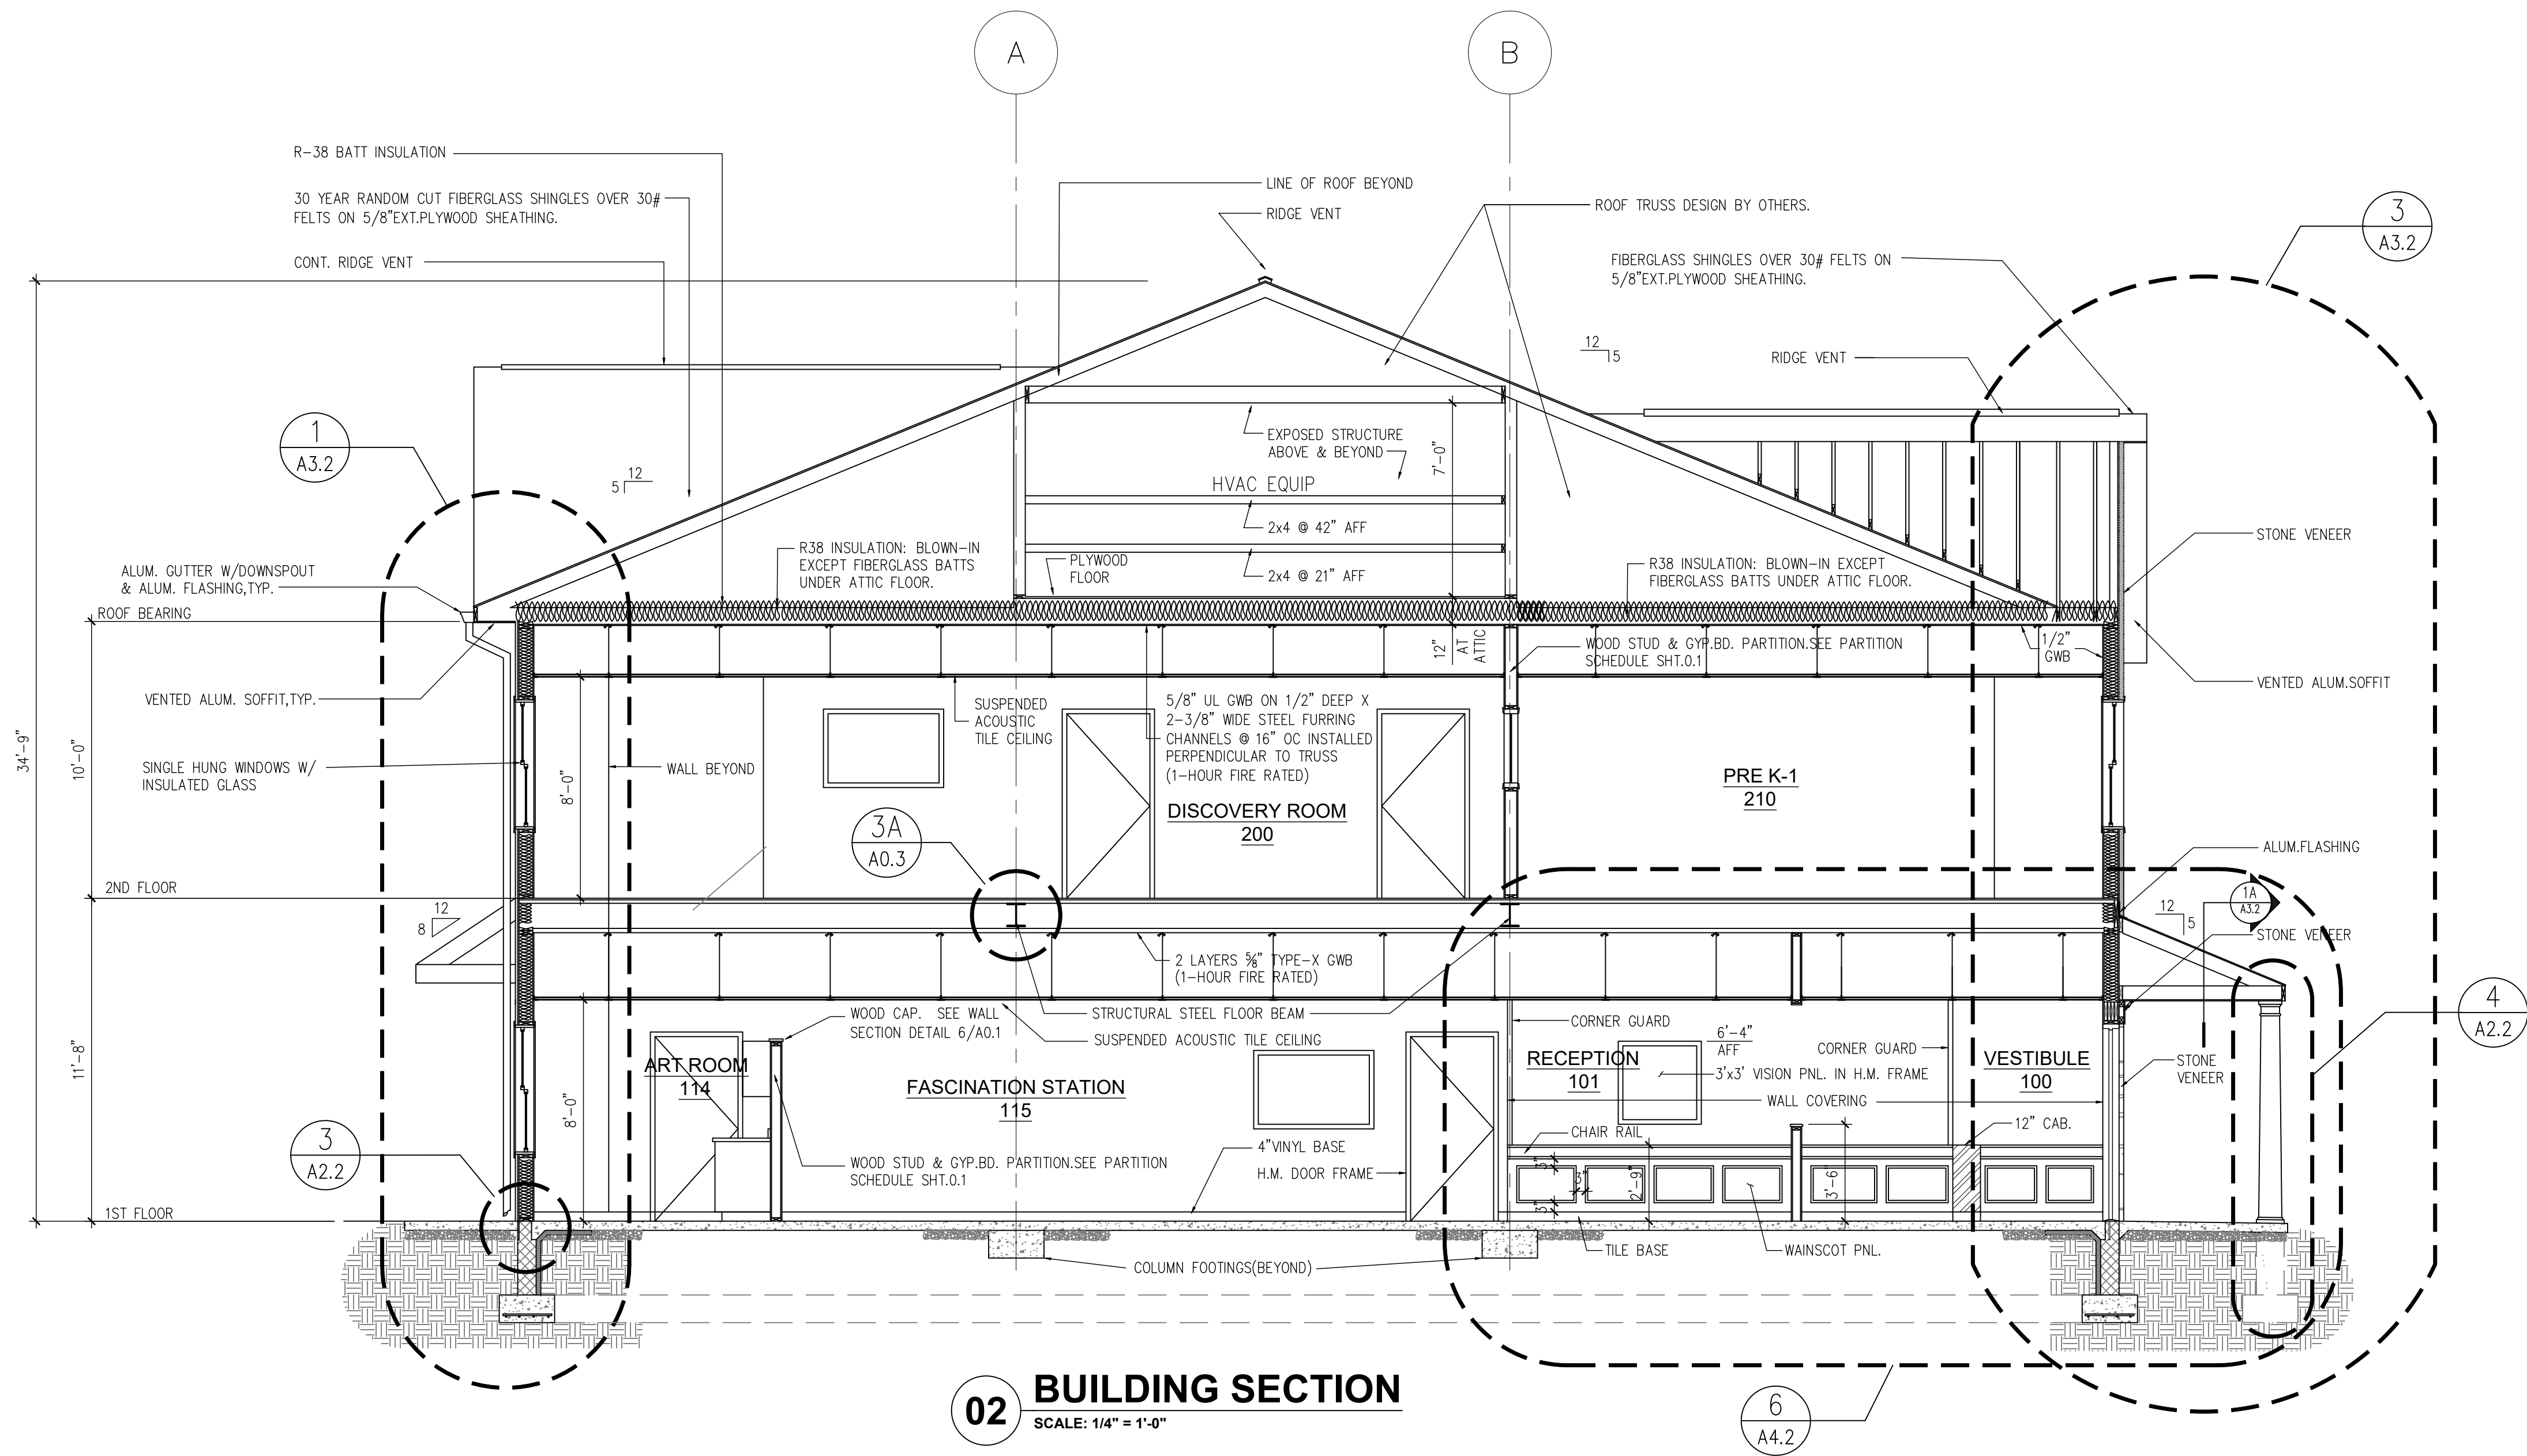 A
B
R-38 BATT INSULATION
30 YEAR RANDOM CUT FIBERGLASS SHINGLES OVER 30#
FELTS ON 5/8"EXT.PLYWOOD SHEATHING.
CONT. RIDGE VENT
LINE OF ROOF BEYOND
RIDGE VENT
ROOF TRUSS DESIGN BY OTHERS.
FIBERGLASS SHINGLES OVER 30# FELTS ON
5/8"EXT.PLYWOOD SHEATHING.
3
A3.2
12
5
RIDGE VENT
1
A3.2
12
5
EXPOSED STRUCTURE
ABOVE & BEYOND
7'-0"
HVAC EQUIP
2x4 @ 42" AFF
PLYWOOD
FLOOR
2x4 @ 21" AFF
R38 INSULATION: BLOWN-IN
EXCEPT FIBERGLASS BATTS
UNDER ATTIC FLOOR.
R38 INSULATION: BLOWN-IN EXCEPT
FIBERGLASS BATTS UNDER ATTIC FLOOR.
STONE VENEER
ALUM. GUTTER W/DOWNSPOUT
& ALUM. FLASHING,TYP.
ROOF BEARING
12"
AT
ATTIC
WOOD STUD & GYP.BD. PARTITION.SEE PARTITION
SCHEDULE SHT.0.1
1/2"
GWB
VENTED ALUM. SOFFIT,TYP.
VENTED ALUM.SOFFIT
SUSPENDED
ACOUSTIC
TILE CEILING
5/8" UL GWB ON 1/2" DEEP X
2-3/8" WIDE STEEL FURRING
CHANNELS @ 16" OC INSTALLED
PERPENDICULAR TO TRUSS
(1-HOUR FIRE RATED)
34'-9"
10'-0"
SINGLE HUNG WINDOWS W/
INSULATED GLASS
8'-0"
WALL BEYOND
DISCOVERY ROOM
200
PRE K-1
210
3A
A0.3
ALUM.FLASHING
2ND FLOOR
12
8
12
5
1A
A3.2
STONE VENEER
2 LAYERS ⅝" TYPE-X GWB
(1-HOUR FIRE RATED)
WOOD CAP. SEE WALL
SECTION DETAIL 6/A0.1
STRUCTURAL STEEL FLOOR BEAM
SUSPENDED ACOUSTIC TILE CEILING
CORNER GUARD
6'-4"
AFF
CORNER GUARD
4
A2.2
11'-8"
8'-0"
ART ROOM
114
FASCINATION STATION
115
RECEPTION
101
3'x3' VISION PNL. IN H.M. FRAME
VESTIBULE
100
STONE
VENEER
WALL COVERING
CHAIR RAIL
12" CAB.
3
A2.2
4"VINYL BASE
H.M. DOOR FRAME
WOOD STUD & GYP.BD. PARTITION.SEE PARTITION
SCHEDULE SHT.0.1
3"
3"
3"
2'-9"
3'-6"
1ST FLOOR
TILE BASE
WAINSCOT PNL.
COLUMN FOOTINGS(BEYOND)
02
BUILDING SECTION
SCALE: 1/4" = 1'-0"
6
A4.2